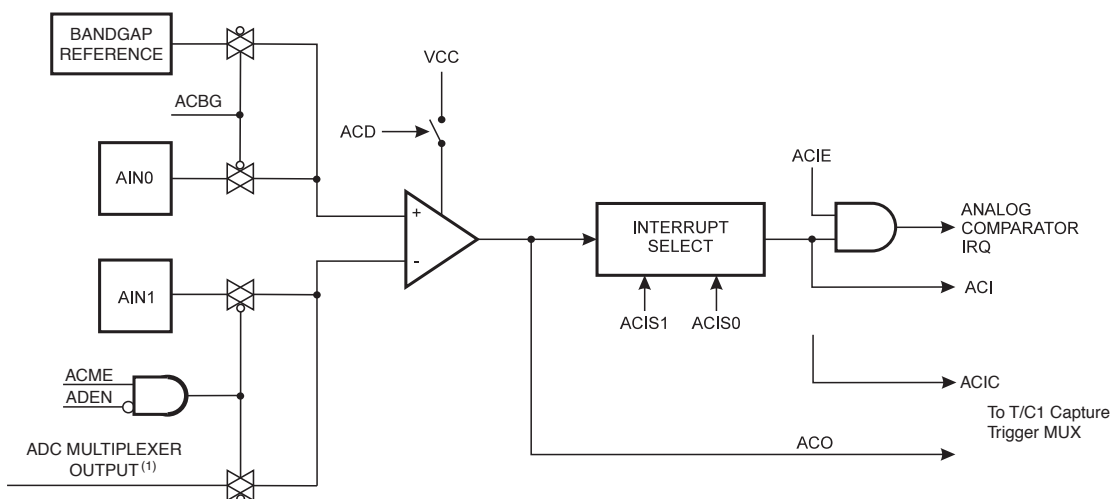 BANDGAP
REFERENCE
VCC
ACBG
ACD
AIN0
ACIE
+
-
INTERRUPT
SELECT
ANALOG
COMPARATOR
IRQ
AIN1
ACI
ACIS1 ACIS0
ACME
ADEN
ACIC
To T/C1 Capture
Trigger MUX
ACO
ADC MULTIPLEXER
OUTPUT (1)